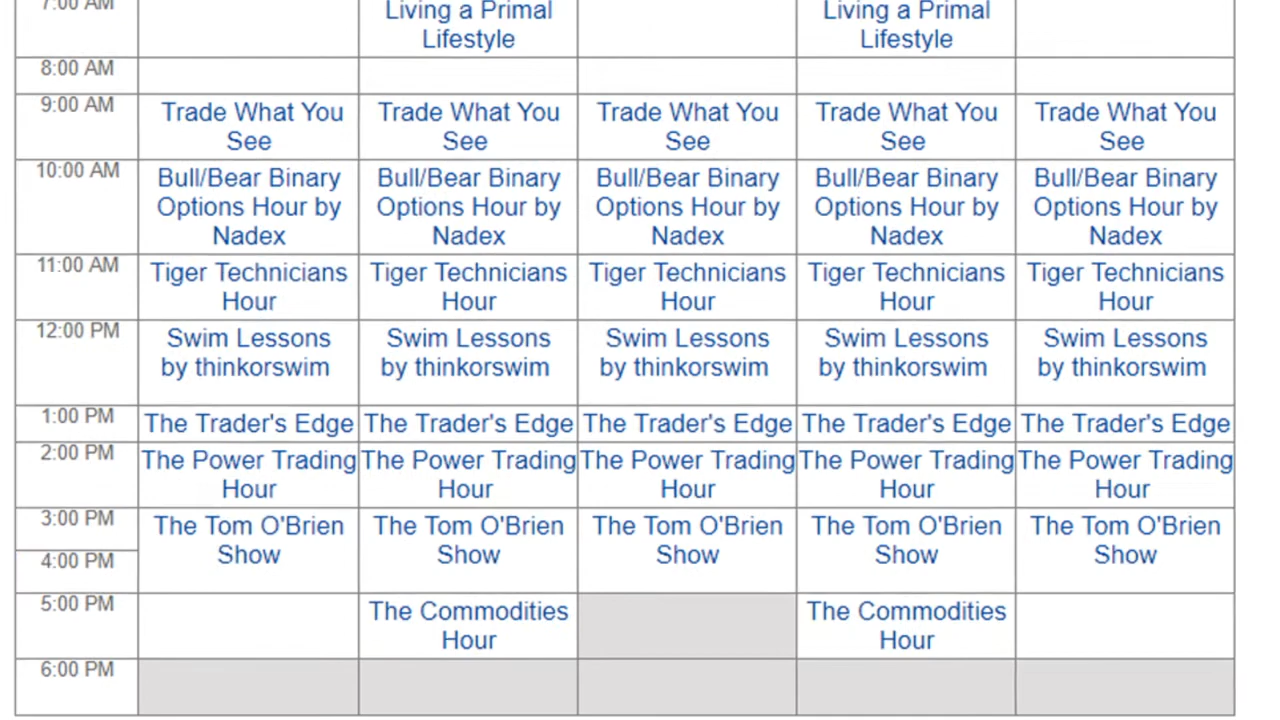 7:00 AM
Living a Primal Living a Primal
Lifestyle Lifestyle
8:00 AM
9:00 AM
Trade What You Trade What You Trade What You Trade What You Trade What You
See See See See See
10:00 AM
Bull/Bear Binary Bull/Bear Binary Bull/Bear Binary Bull/Bear Binary Bull/Bear Binary
Options Hour by Options Hour by Options Hour by Options Hour by Options Hour by
Nadex Nadex Nadex Nadex Nadex
11:00 AM
Tiger Technicians Tiger Technicians Tiger Technicians Tiger Technicians Tiger Technicians
Hour Hour Hour Hour Hour
12:00 PM
Swim Lessons Swim Lessons Swim Lessons Swim Lessons Swim Lessons
by thinkorswim by thinkorswim by thinkorswim by thinkorswim by thinkorswim
1:00 PM
The Trader's Edge The Trader's Edge The Trader's Edge The Trader's Edge The Trader's Edge
2:00 PM
The Power Trading The Power Trading The Power Trading The Power Trading The Power Trading
Hour Hour Hour Hour Hour
3:00 PM
The Tom O'Brien The Tom O'Brien The Tom O'Brien The Tom O'Brien The Tom O'Brien
Show Show Show Show Show
4:00 PM
5:00 PM
The Commodities The Commodities
Hour Hour
6:00 PM